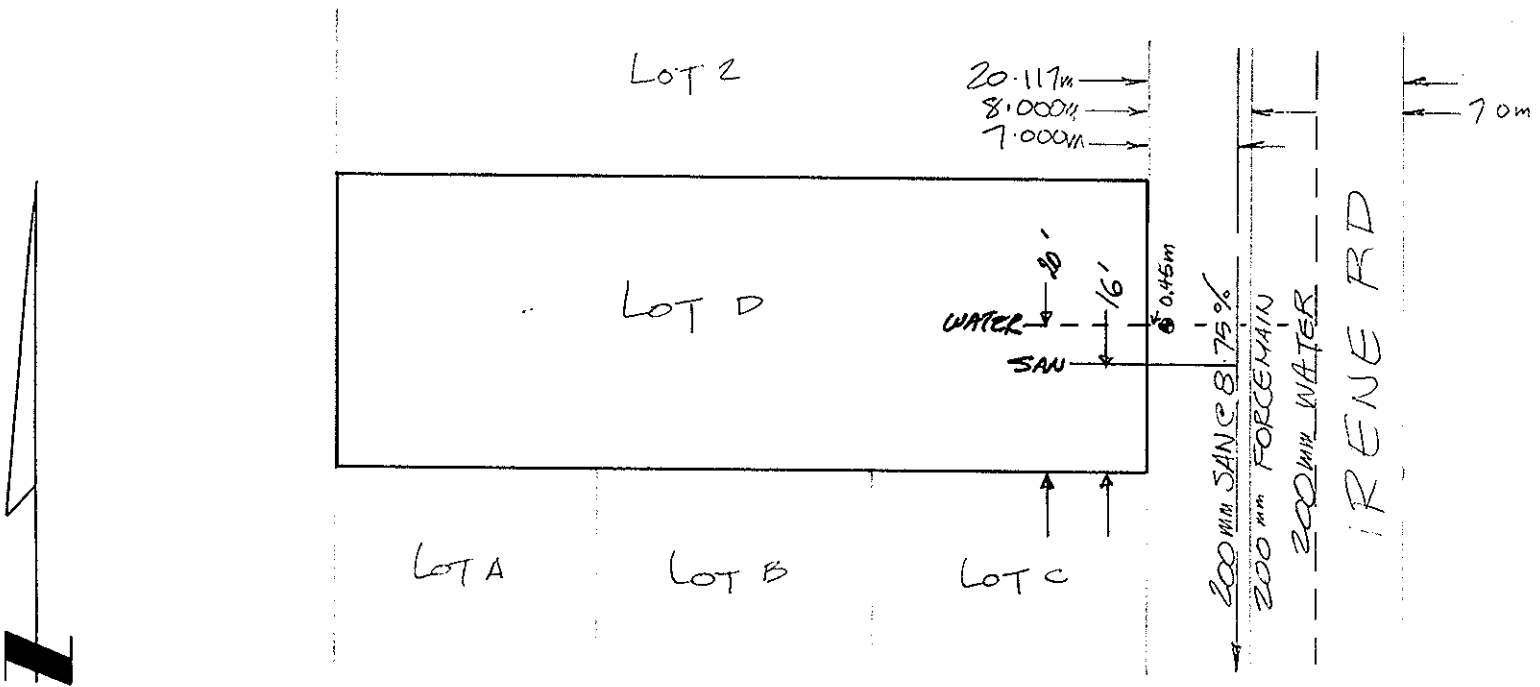 LOT 2
20.117m
8.000m
7.000m
7.0m
20'
16'
0.45m
LOT D
WATER
SAN
200mm SAN @ 8.75%
200mm FORCEMAIN
200mm WATER
IRENE RD
LOT A
LOT B
LOT C